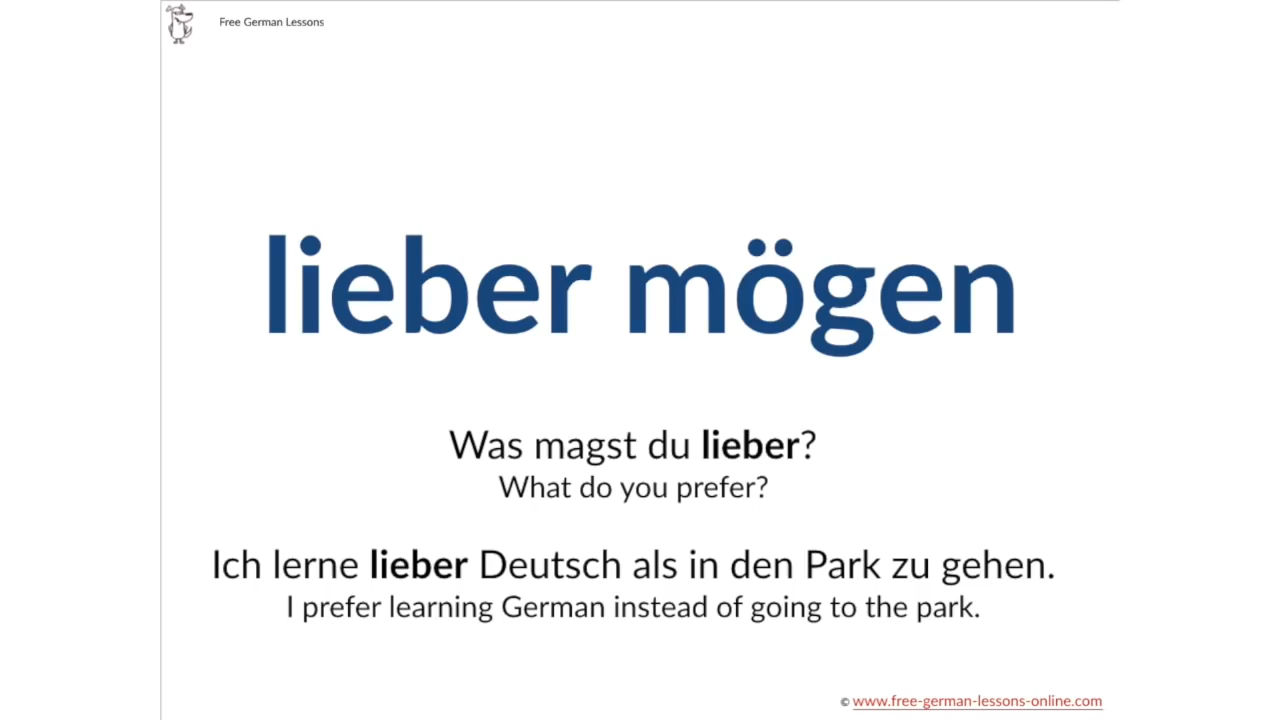 Free German Lessons
lieber mögen
Was magst du lieber?
What do you prefer?
Ich lerne lieber Deutsch als in den Park zu gehen.
I prefer learning German instead of going to the park.
© www.free-german-lessons-online.com